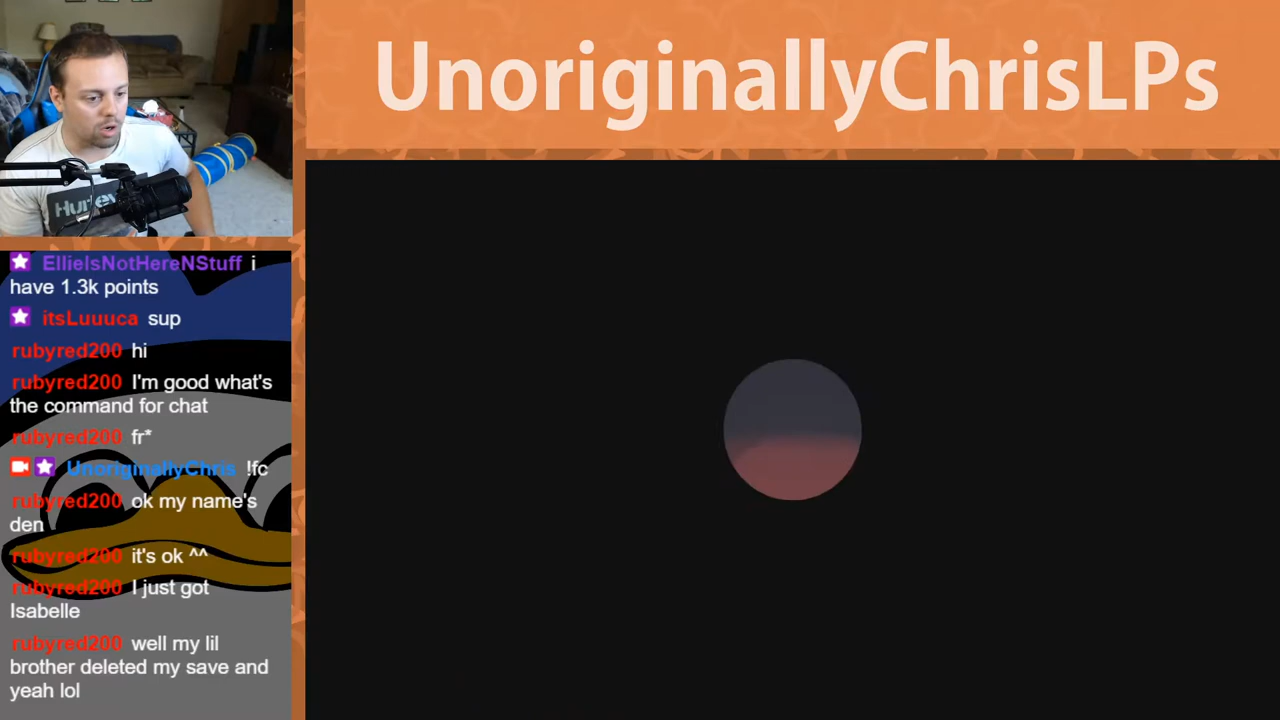 UnoriginallyChrisLPs
Hurley
EllieIsNotHereNStuff i
have 1.3k points
itsLuuuca sup
rubyred200 hi
rubyred200 I'm good what's
the command for chat
rubyred200 fr*
UnoriginallyChris !fc
rubyred200 ok my name's
den
rubyred200 it's ok ^^
rubyred200 I just got
Isabelle
rubyred200 well my lil
brother deleted my save and
yeah lol